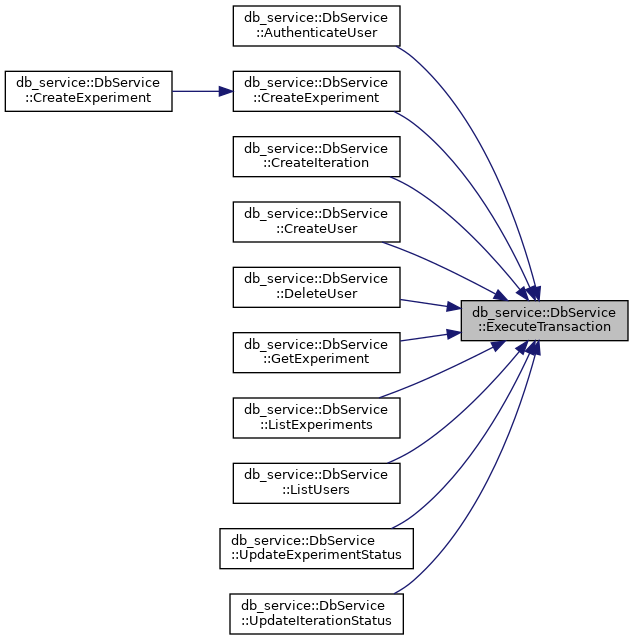 db_service::DbService
::AuthenticateUser
db_service::DbService
::CreateExperiment
db_service::DbService
::CreateExperiment
db_service::DbService
::CreateIteration
db_service::DbService
::CreateUser
db_service::DbService
::DeleteUser
db_service::DbService
::ExecuteTransaction
db_service::DbService
::GetExperiment
db_service::DbService
::ListExperiments
db_service::DbService
::ListUsers
db_service::DbService
::UpdateExperimentStatus
db_service::DbService
::UpdateIterationStatus